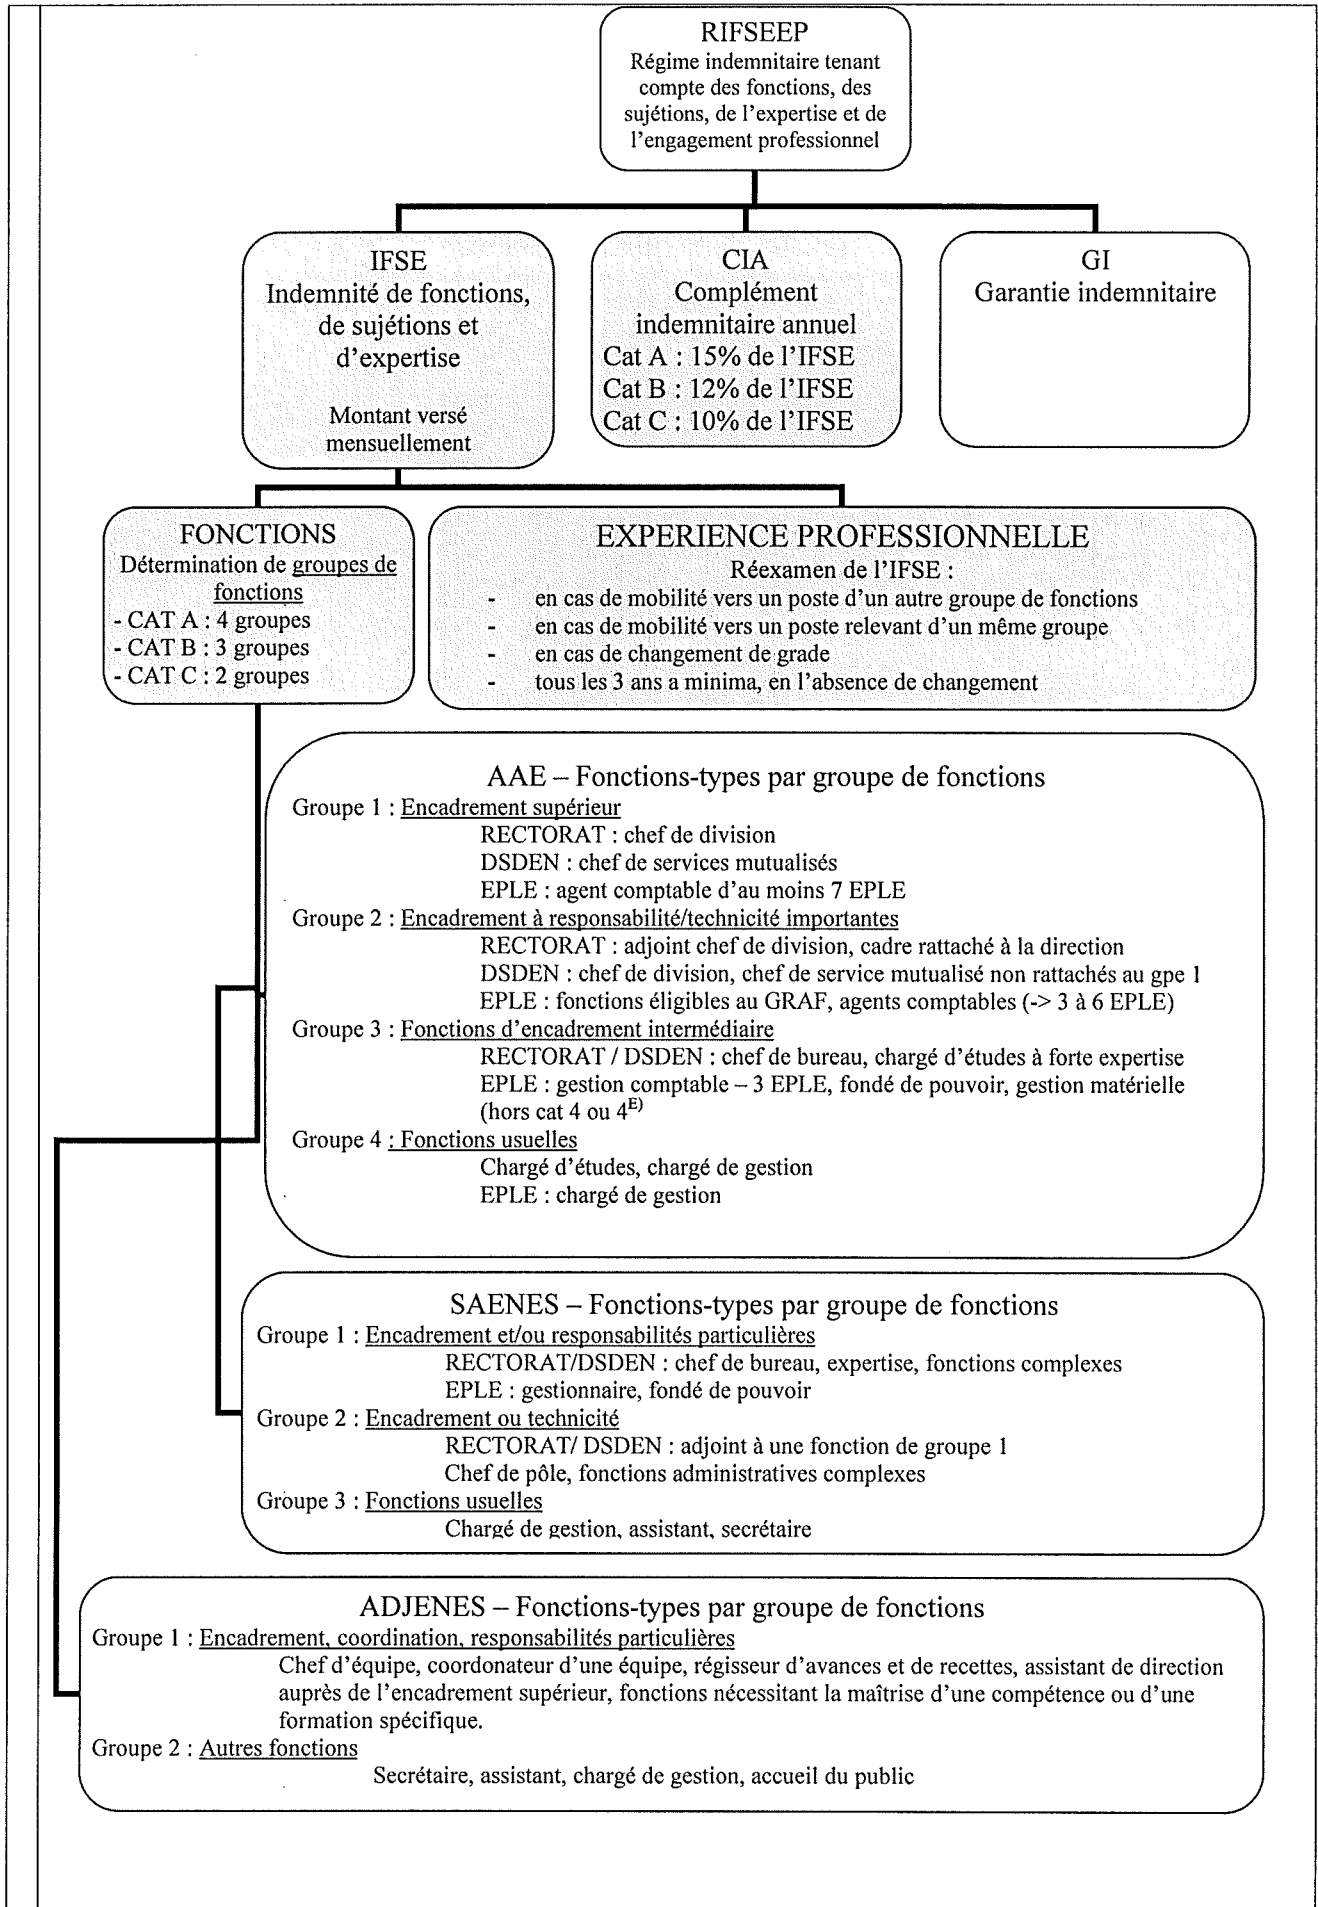 RIFSEEP
Régime indemnitaire tenant
compte des fonctions, des
sujétions, de l'expertise et de
l'engagement professionnel
IFSE
Indemnité de fonctions,
de sujétions et
d'expertise
Montant versé
mensuellement
CIA
Complément
indemnitaire annuel
Cat A : 15% de l'IFSE
Cat B : 12% de l'IFSE
Cat C : 10% de l'IFSE
GI
Garantie indemnitaire
FONCTIONS
Détermination de groupes de
fonctions
- CAT A : 4 groupes
- CAT B : 3 groupes
- CAT C : 2 groupes
EXPERIENCE PROFESSIONNELLE
Réexamen de l'IFSE :
- en cas de mobilité vers un poste d'un autre groupe de fonctions
- en cas de mobilité vers un poste relevant d'un même groupe
- en cas de changement de grade
- tous les 3 ans a minima, en l'absence de changement
AAE – Fonctions-types par groupe de fonctions
Groupe 1 : Encadrement supérieur
RECTORAT : chef de division
DSDEN : chef de services mutualisés
EPLE : agent comptable d'au moins 7 EPLE
Groupe 2 : Encadrement à responsabilité/technicité importantes
RECTORAT : adjoint chef de division, cadre rattaché à la direction
DSDEN : chef de division, chef de service mutualisé non rattachés au gpe 1
EPLE : fonctions éligibles au GRAF, agents comptables (-> 3 à 6 EPLE)
Groupe 3 : Fonctions d'encadrement intermédiaire
RECTORAT / DSDEN : chef de bureau, chargé d'études à forte expertise
EPLE : gestion comptable – 3 EPLE, fondé de pouvoir, gestion matérielle
(hors cat 4 ou 4E)
Groupe 4 : Fonctions usuelles
Chargé d'études, chargé de gestion
EPLE : chargé de gestion
SAENES – Fonctions-types par groupe de fonctions
Groupe 1 : Encadrement et/ou responsabilités particulières
RECTORAT/DSDEN : chef de bureau, expertise, fonctions complexes
EPLE : gestionnaire, fondé de pouvoir
Groupe 2 : Encadrement ou technicité
RECTORAT/ DSDEN : adjoint à une fonction de groupe 1
Chef de pôle, fonctions administratives complexes
Groupe 3 : Fonctions usuelles
Chargé de gestion, assistant, secrétaire
ADJENES – Fonctions-types par groupe de fonctions
Groupe 1 : Encadrement, coordination, responsabilités particulières
Chef d'équipe, coordonateur d'une équipe, régisseur d'avances et de recettes, assistant de direction
auprès de l'encadrement supérieur, fonctions nécessitant la maîtrise d'une compétence ou d'une
formation spécifique.
Groupe 2 : Autres fonctions
Secrétaire, assistant, chargé de gestion, accueil du public